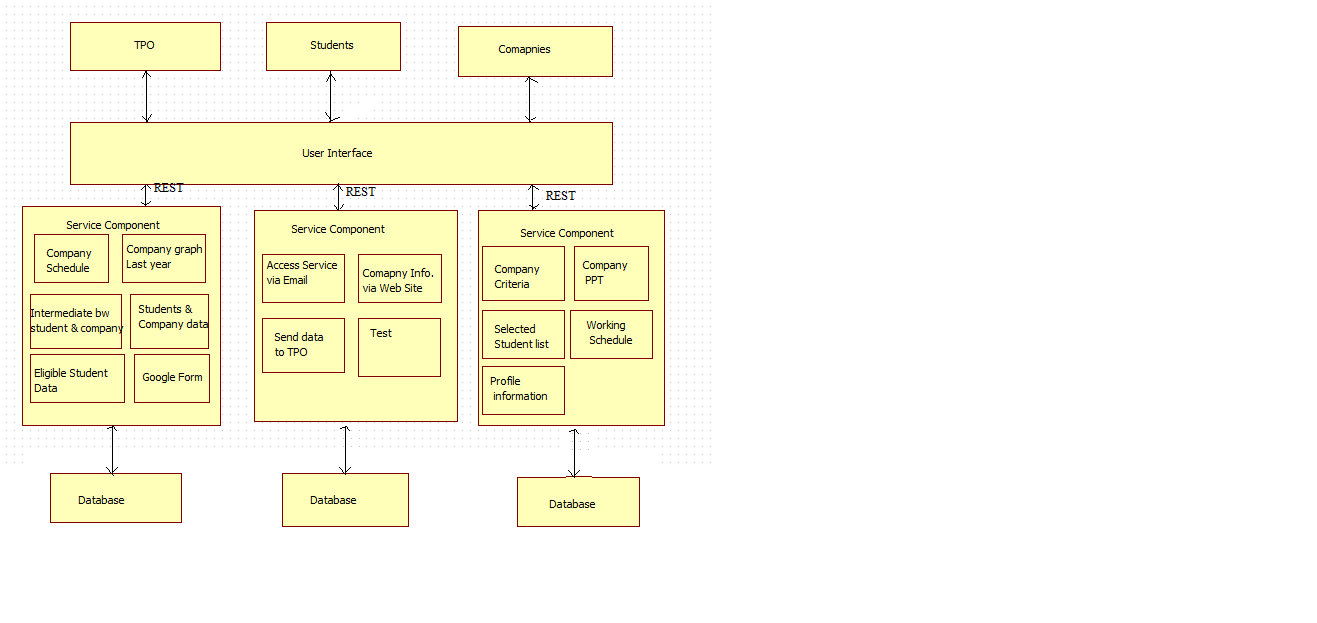 TPO
Students
Comapnies
User Interface
REST
REST
REST
Service Component
Company
Schedule
Company graph
Last year
Intermediate bw
student & company
Students &
Company data
Eligible Student
Data
Google Form
Service Component
Access Service
via Email
Comapny Info.
via Web Site
Send data
to TPO
Test
Service Component
Company
Criteria
Company
PPT
Selected
Student list
Working
Schedule
Profile
information
Database
Database
Database